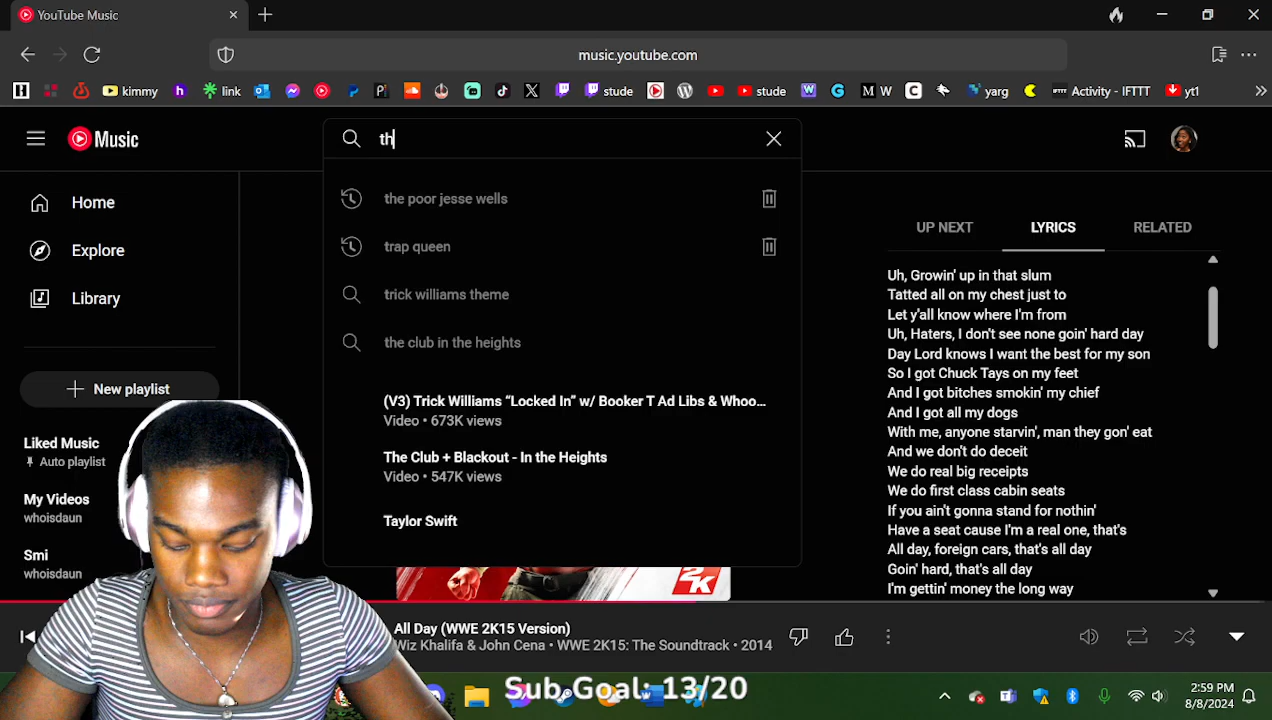 YouTube Music
music.youtube.com
kimmy
h
link
stude
stude
M W
yarg
Activity - IFTTT
yt1
Music
th
Home
Explore
Library
New playlist
Liked Music
Auto playlist
My Videos
whoisdaun
Smi
whoisdaun
the poor jesse wells
trap queen
trick williams theme
the club in the heights
(V3) Trick Williams “Locked In” w/ Booker T Ad Libs & Whoo...
Video • 673K views
The Club + Blackout - In the Heights
Video • 547K views
Taylor Swift
2K
UP NEXT
LYRICS
RELATED
Uh, Growin' up in that slum
Tatted all on my chest just to
Let y'all know where I'm from
Uh, Haters, I don't see none goin' hard day
Day Lord knows I want the best for my son
So I got Chuck Tays on my feet
And I got bitches smokin' my chief
And I got all my dogs
With me, anyone starvin', man they gon' eat
And we don't do deceit
We do real big receipts
We do first class cabin seats
If you ain't gonna stand for nothin'
Have a seat cause I'm a real one, that's
All day, foreign cars, that's all day
Goin' hard, that's all day
I'm gettin' money the long way
All Day (WWE 2K15 Version)
Wiz Khalifa & John Cena • WWE 2K15: The Soundtrack • 2014
Sub Goal: 13/20
2:59 PM
8/8/2024